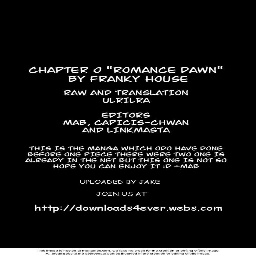 CHAPTER 0 "ROMANCE DAWN"
BY FRANKY HOUSE
RAW AND TRANSLATION
ULRILRA
EDITORS
MAB, CAPICIS-CHWAN
AND LINKMASTA
THIS IS THE MANGA WHICH ODO HAVE DONE
BEFORE ONE PIECE THERE WERE TWO ONE IS
ALREADY IN THE NET BUT THIS ONE IS NOT SO
HOPE YOU CAN ENJOY IT :D -MAB
UPLOADED BY JAKE
JOIN US AT
http://downloads4ever.webs.com